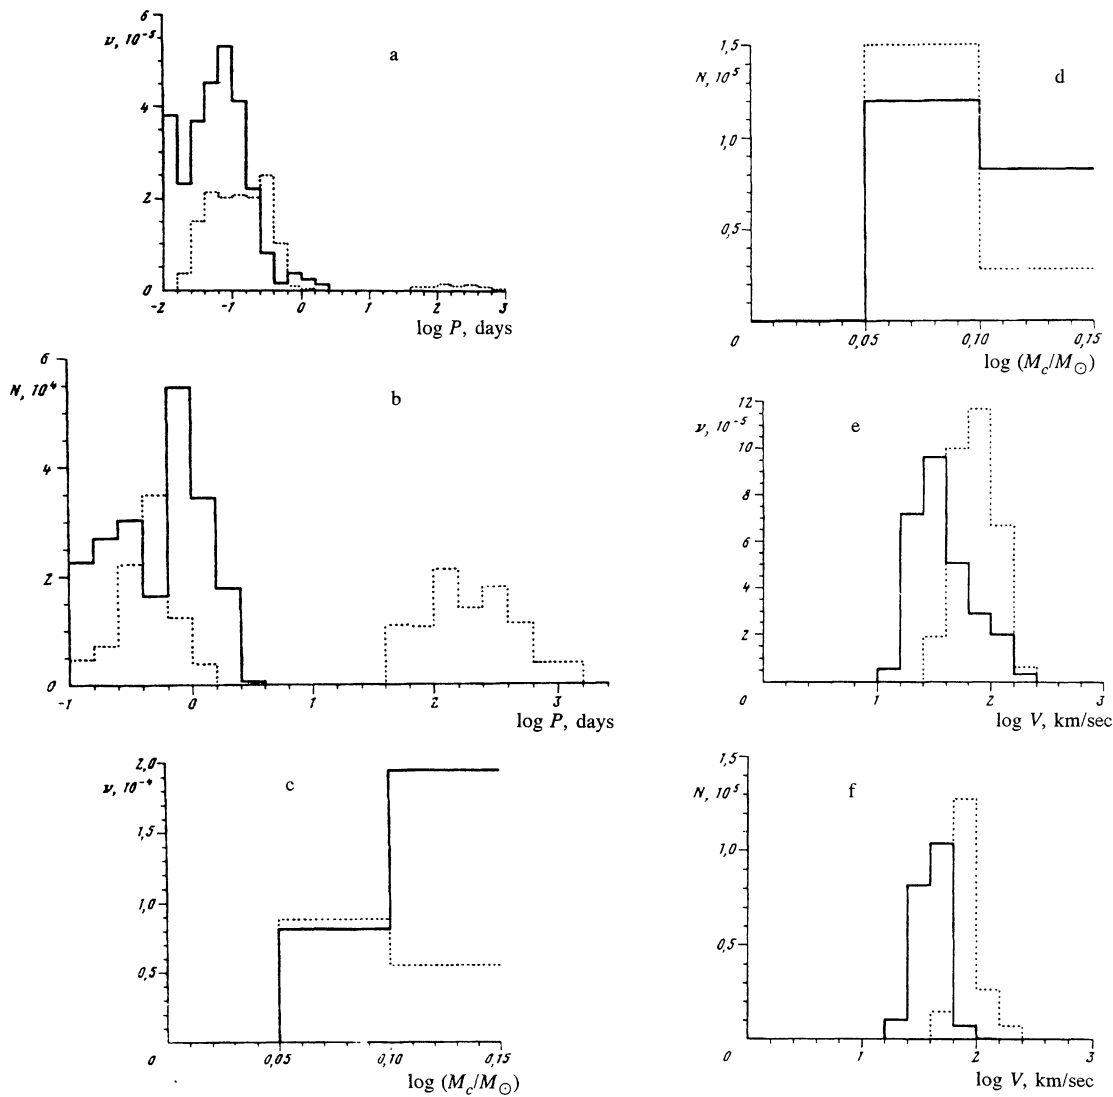 6
ν, 10⁻⁵
a
4
2
0
-2 -1 0 1 2 3
log P, days
6
N, 10⁴
b
4
2
0
-1 0 1 2 3
log P, days
2,0
ν, 10⁻⁴
c
1,5
1,0
0,5
0 0,05 0,10 0,15
log (M_c/M_⊙)
1,5
N, 10⁵
d
1,0
0,5
0 0,05 0,10 0,15
log (M_c/M_⊙)
12
ν, 10⁻⁵
e
10
8
6
4
2
0 1 2 3
log V, km/sec
1,5
N, 10⁵
f
1,0
0,5
0 1 2 3
log V, km/sec